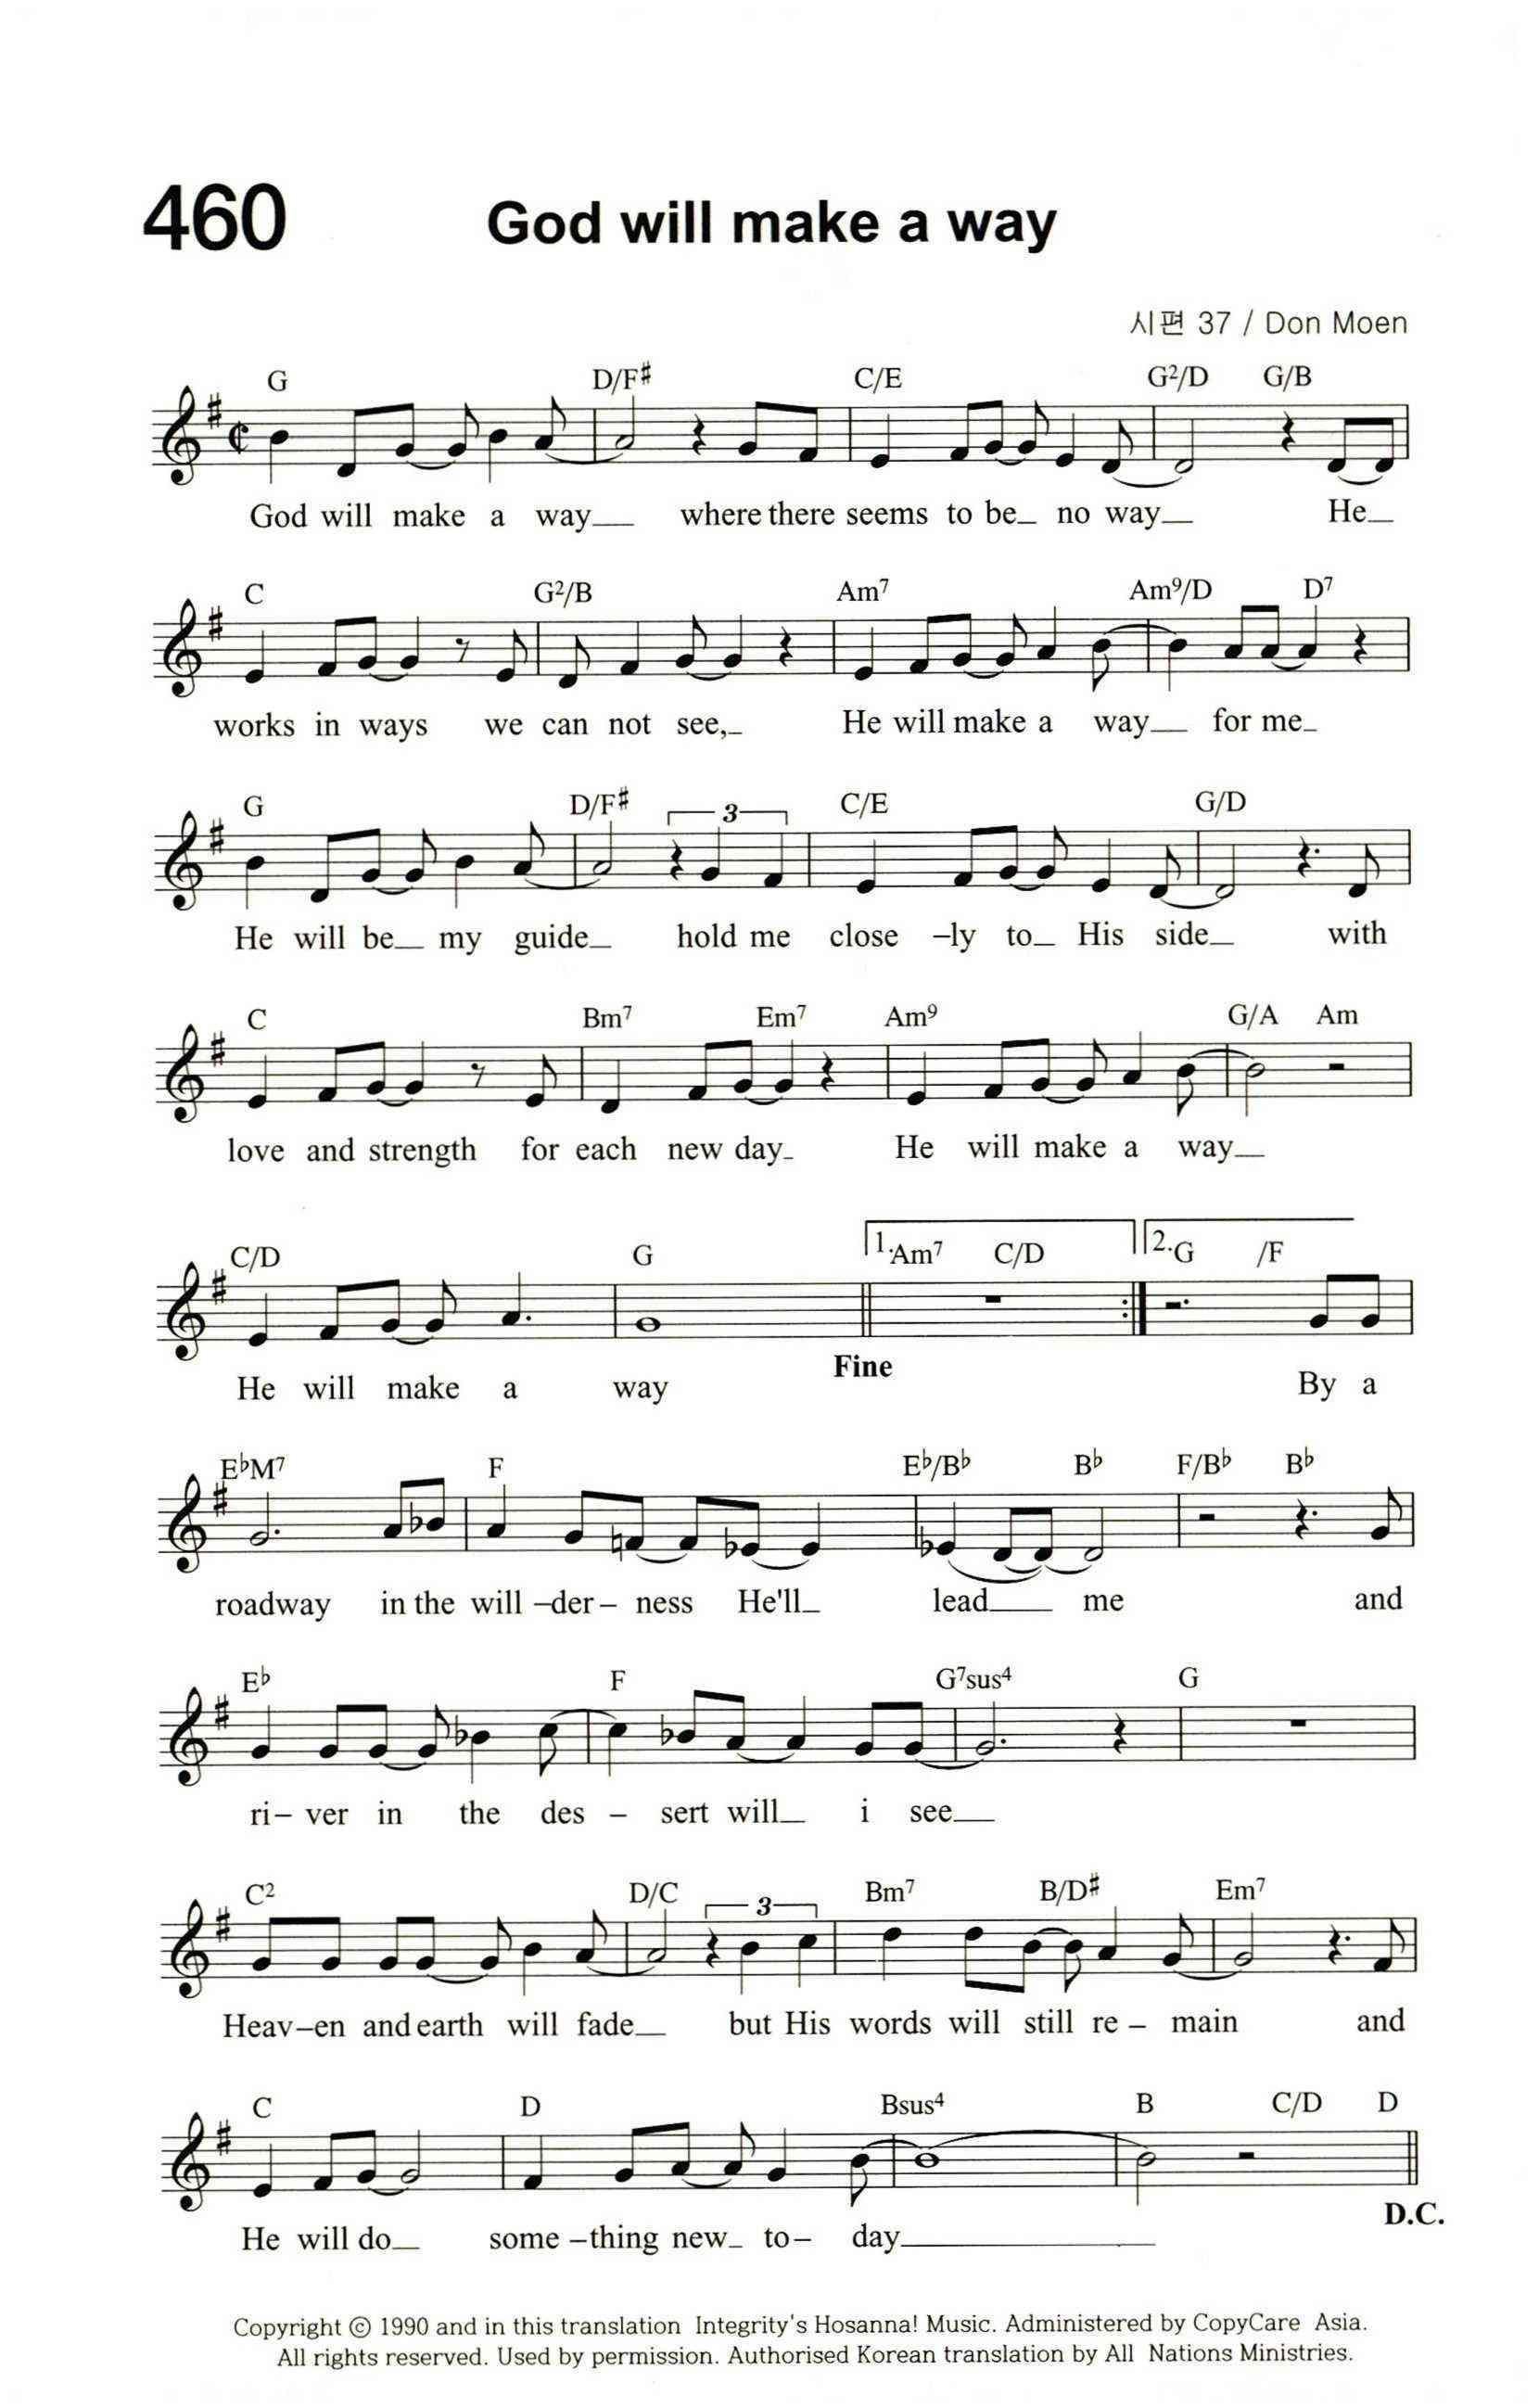 460 God will make a way
시편 37 / Don Moen
G D/F♯ C/E G²/D G/B
God will make a way where there seems to be no way He
C G²/B Am⁷ Am⁹/D D⁷
works in ways we can not see, He will make a way for me
G D/F♯ 3 C/E G/D
He will be my guide hold me close –ly to His side with
C Bm⁷ Em⁷ Am⁹ G/A Am
love and strength for each new day He will make a way
C/D G 1. Am⁷ C/D 2. G /F
Fine
He will make a way By a
E♭M⁷ F E♭/B♭ B♭ F/B♭ B♭
roadway in the will –der– ness He'll lead me and
E♭ F G⁷sus⁴ G
ri– ver in the des – sert will i see
C² D/C 3 Bm⁷ B/D♯ Em⁷
Heav–en and earth will fade but His words will still re – main and
C D Bsus⁴ B C/D D
D.C.
He will do some –thing new to– day
Copyright © 1990 and in this translation Integrity's Hosanna! Music. Administered by CopyCare Asia.
All rights reserved. Used by permission. Authorised Korean translation by All Nations Ministries.